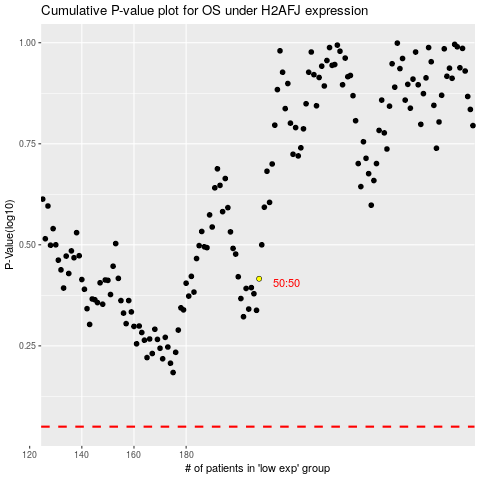 Cumulative P-value plot for OS under H2AFJ expression
P-Value(log10)
1.00
0.75
0.50
0.25
50:50
120 140 160 180
# of patients in 'low exp' group